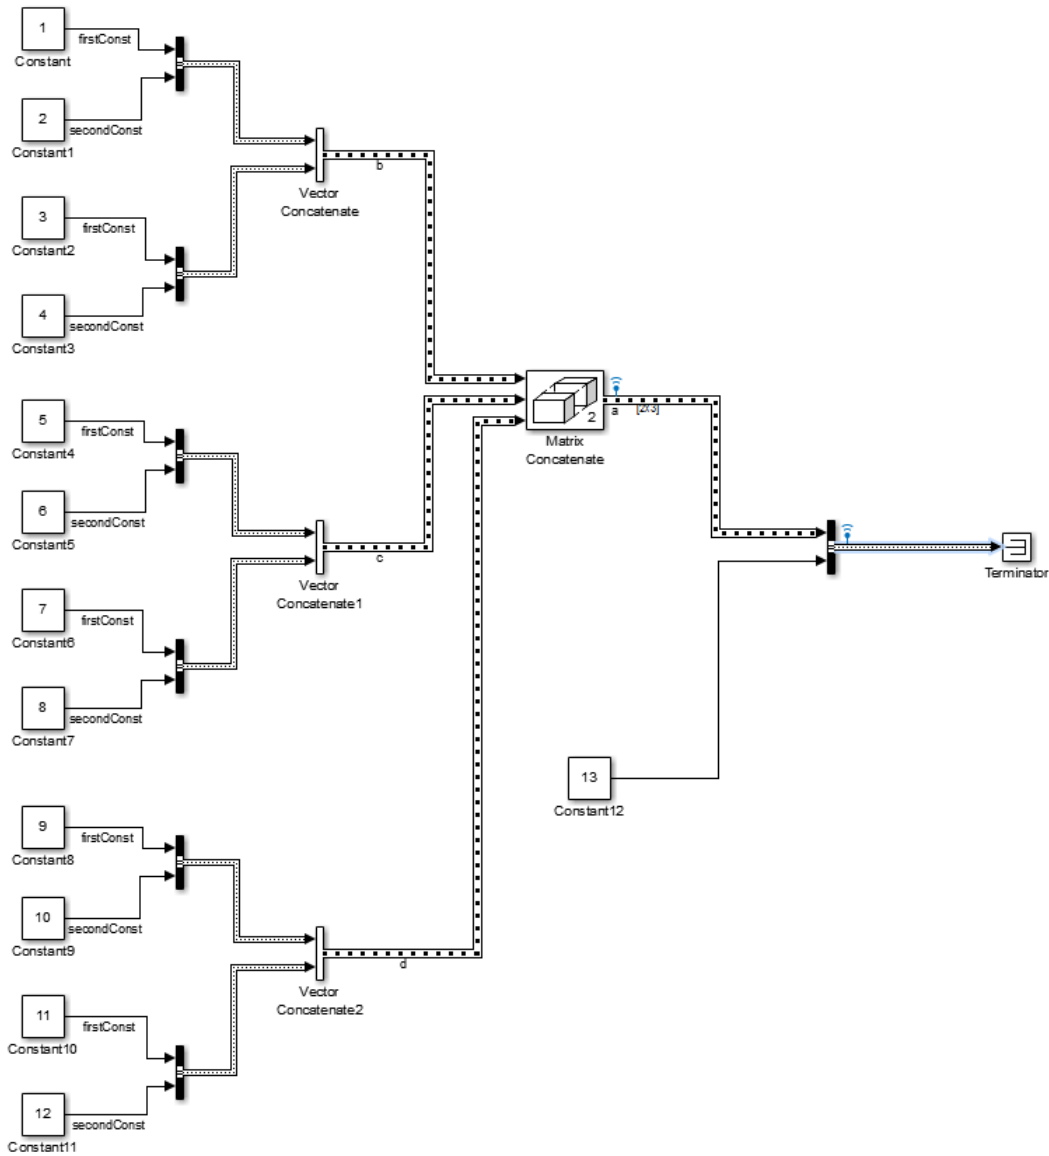 1
firstConst
Constant
2
secondConst
Constant1
b
Vector
Concatenate
3
firstConst
Constant2
4
secondConst
Constant3
2
a
[2x3]
Matrix
Concatenate
5
firstConst
Constant4
6
secondConst
Constant5
c
Vector
Concatenate1
Terminator
7
firstConst
Constant6
8
secondConst
Constant7
13
Constant12
9
firstConst
Constant8
10
secondConst
Constant9
d
Vector
Concatenate2
11
firstConst
Constant10
12
secondConst
Constant11